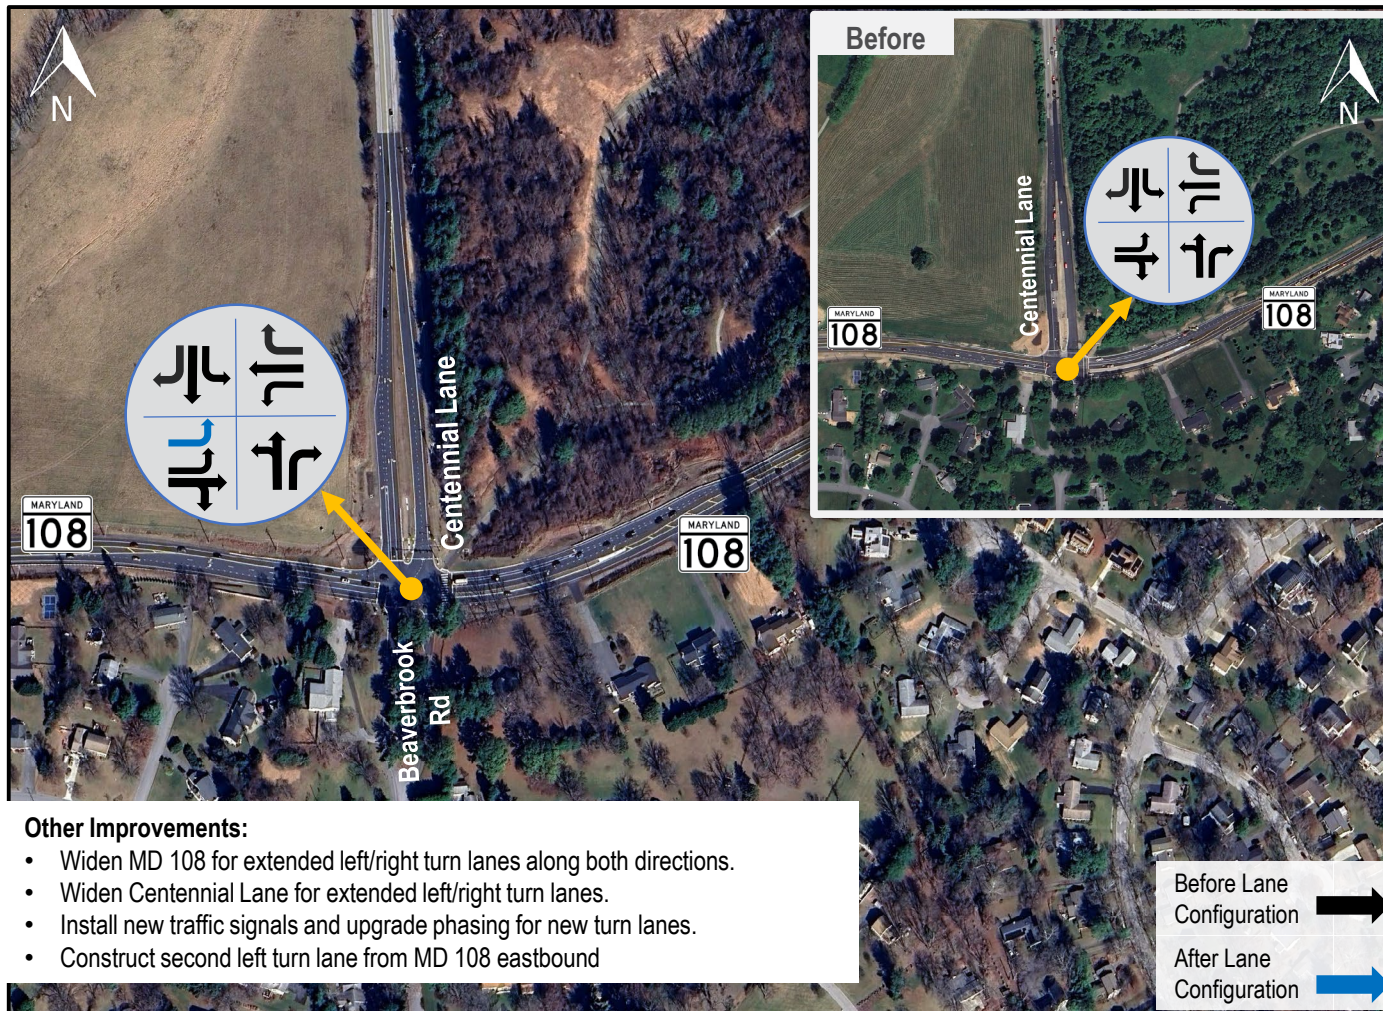 N
Before
N
Centennial Lane
MARYLAND
108
MARYLAND
108
Centennial Lane
MARYLAND
108
MARYLAND
108
Beaverbrook
Rd
Other Improvements:
• Widen MD 108 for extended left/right turn lanes along both directions.
• Widen Centennial Lane for extended left/right turn lanes.
• Install new traffic signals and upgrade phasing for new turn lanes.
• Construct second left turn lane from MD 108 eastbound
Before Lane
Configuration
After Lane
Configuration